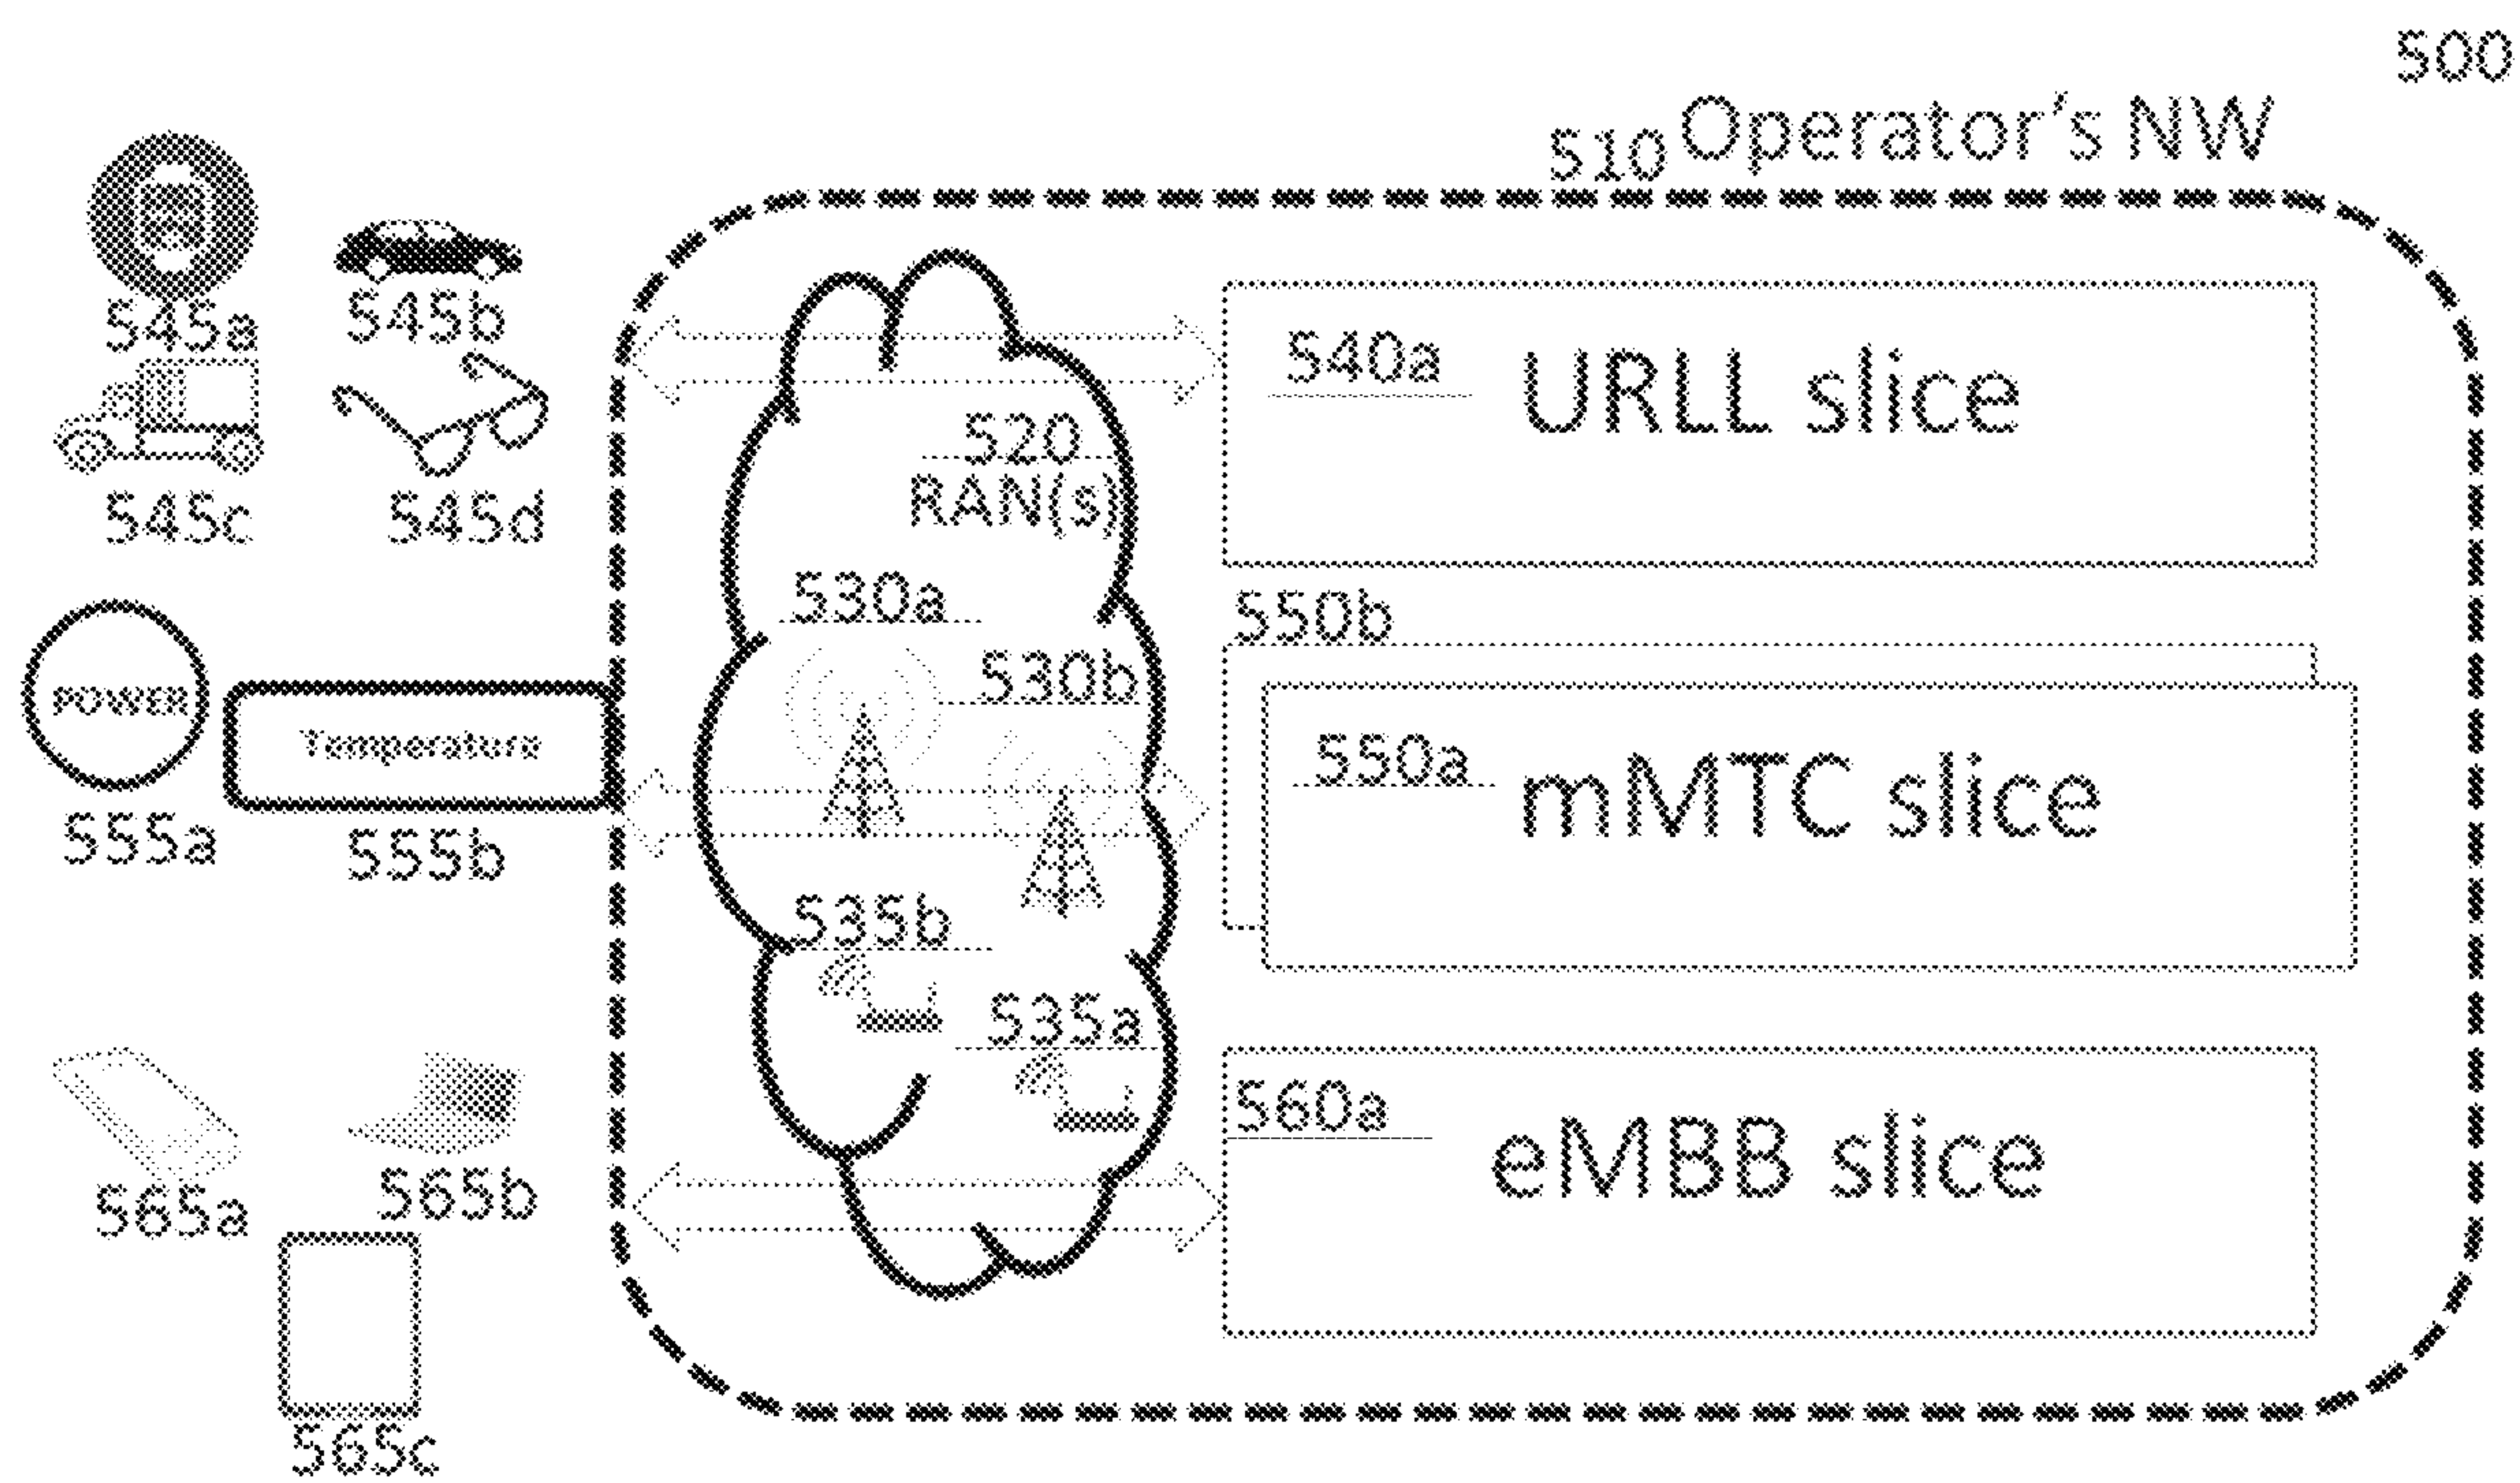 500
510 Operator's NW
545a
545b
545c
545d
540a
URLL slice
520
RAN(s)
530a
530b
550b
550a
mMTC slice
POWER
Temperature
555a
555b
535b
535a
560a
eMBB slice
565a
565b
565c